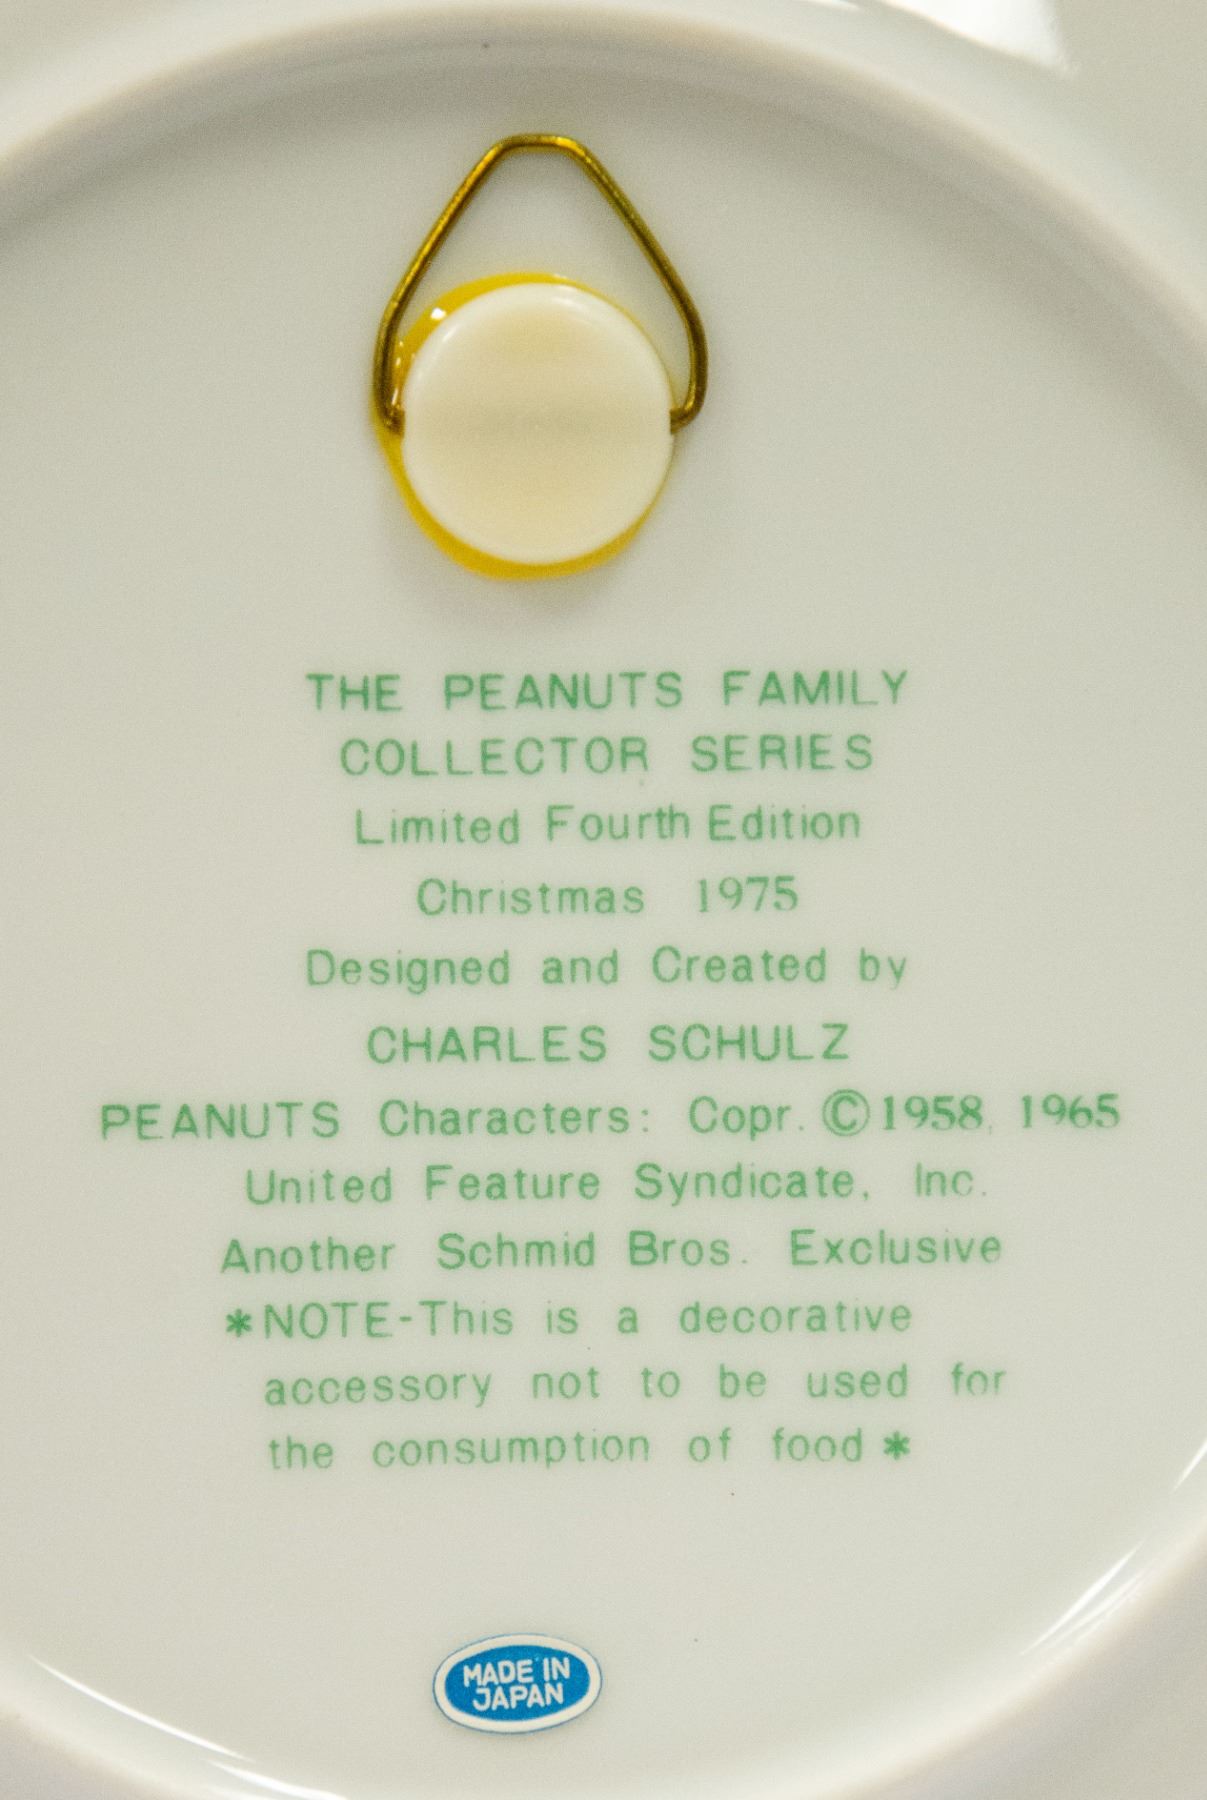 THE PEANUTS FAMILY
COLLECTOR SERIES
Limited Fourth Edition
Christmas 1975
Designed and Created by
CHARLES SCHULZ
PEANUTS Characters: Copr. ©1958, 1965
United Feature Syndicate, Inc.
Another Schmid Bros. Exclusive
*NOTE-This is a decorative
accessory not to be used for
the consumption of food*
MADE IN
JAPAN